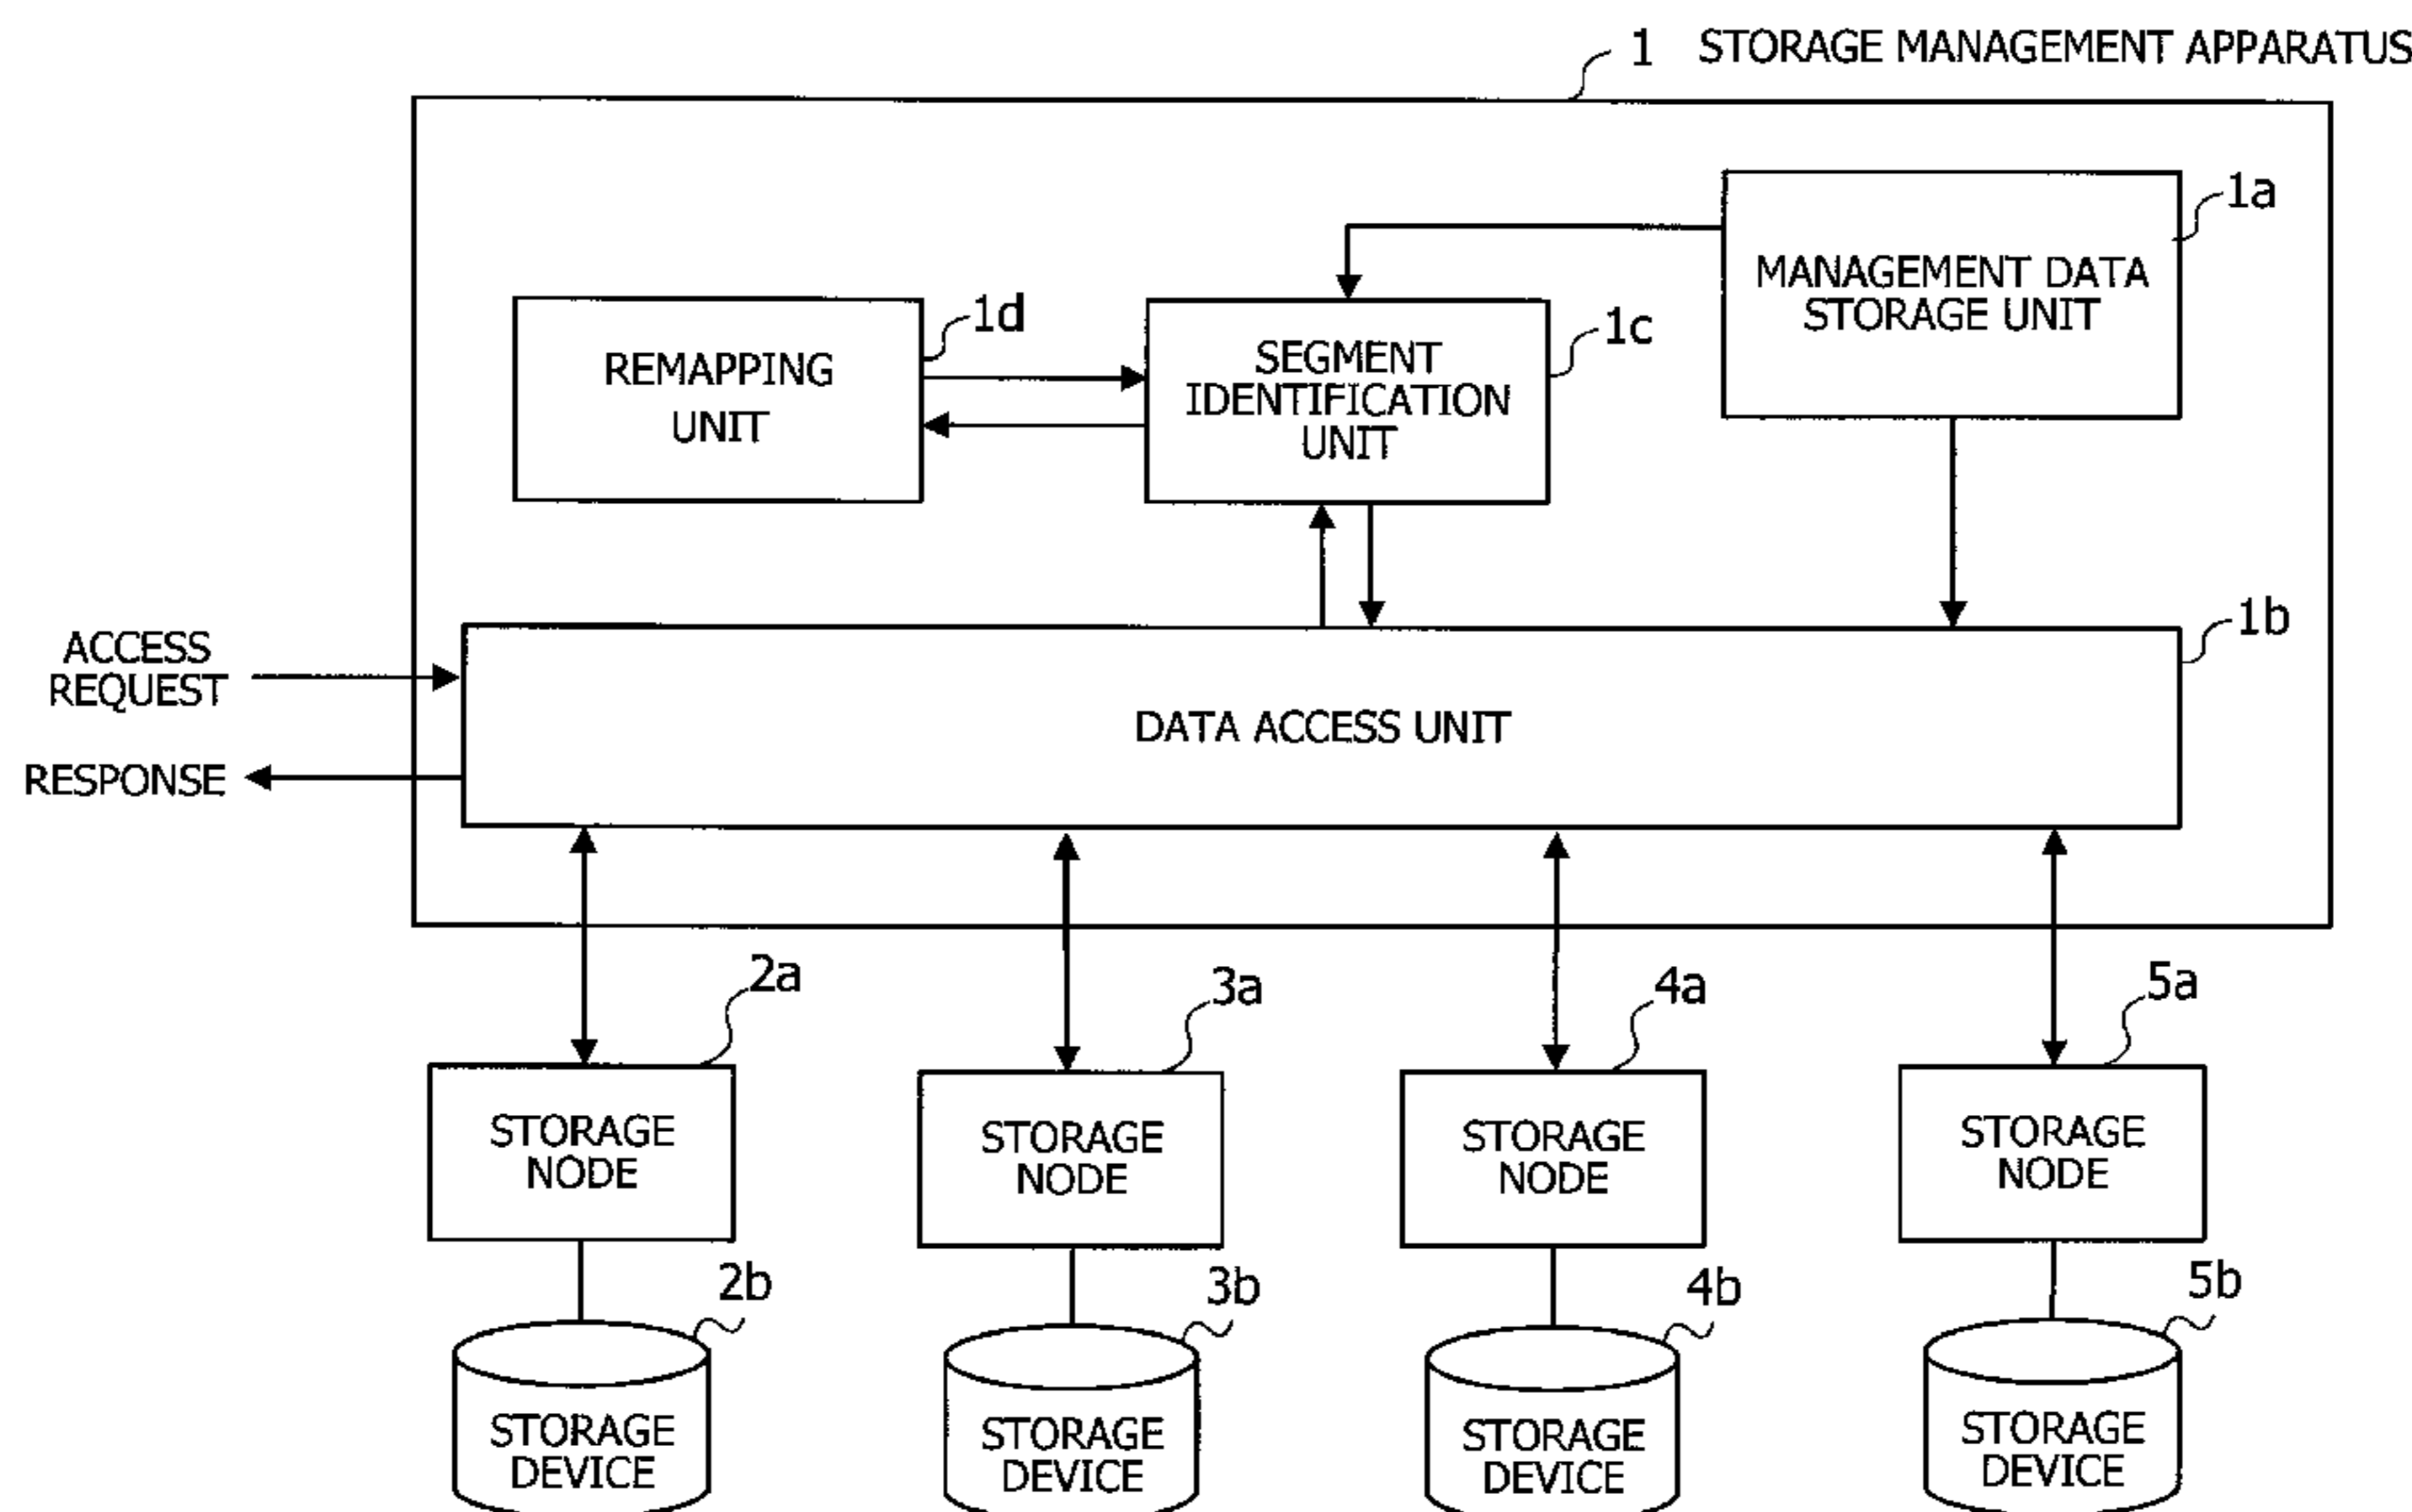 1 STORAGE MANAGEMENT APPARATUS
1a
MANAGEMENT DATA
STORAGE UNIT
1d
REMAPPING
UNIT
1c
SEGMENT
IDENTIFICATION
UNIT
1b
ACCESS
REQUEST
DATA ACCESS UNIT
RESPONSE
2a
3a
4a
5a
STORAGE
NODE
STORAGE
NODE
STORAGE
NODE
STORAGE
NODE
2b
3b
4b
5b
STORAGE
DEVICE
STORAGE
DEVICE
STORAGE
DEVICE
STORAGE
DEVICE